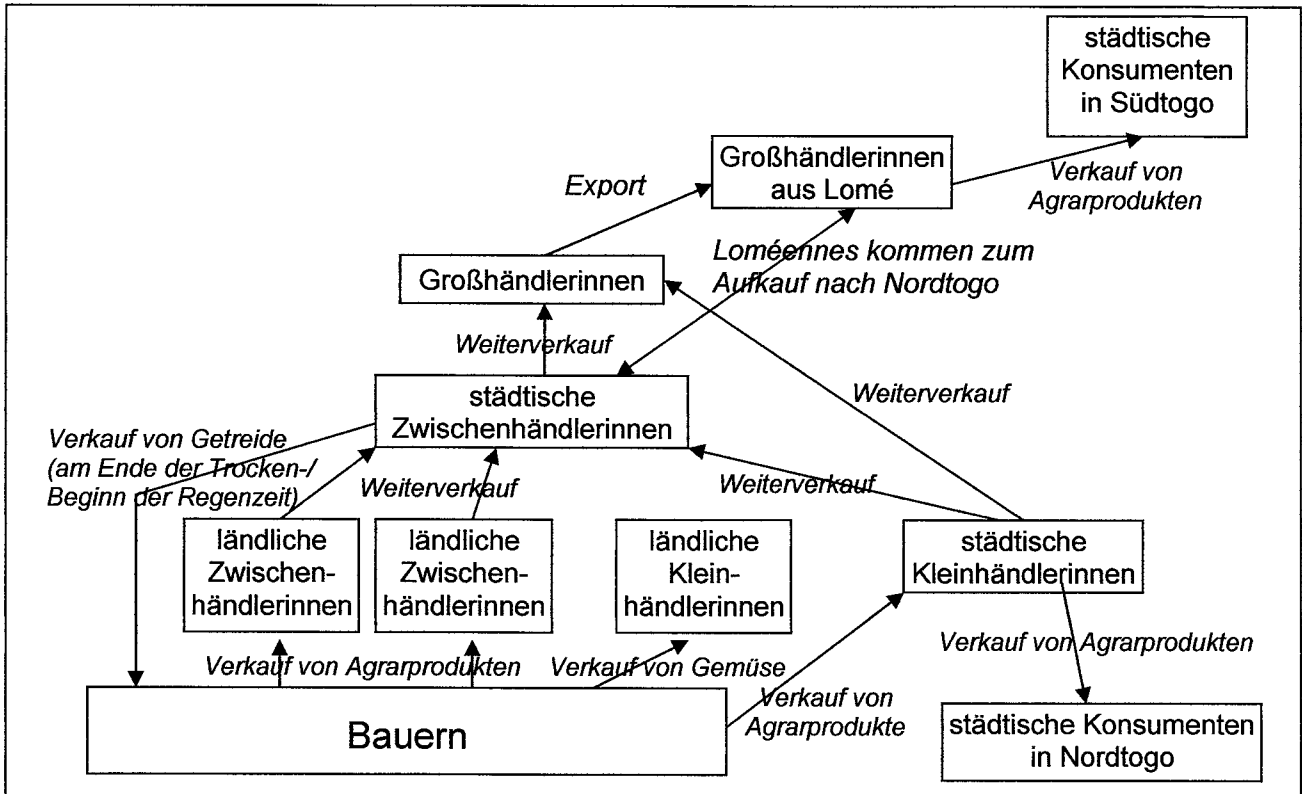 städtische
Konsumenten
in Südtogo
Großhändlerinnen
aus Lomé
Verkauf von
Agrarprodukten
Export
Loméennes kommen zum
Aufkauf nach Nordtogo
Großhändlerinnen
Weiterverkauf
Weiterverkauf
städtische
Zwischenhändlerinnen
Verkauf von Getreide
(am Ende der Trocken-/
Beginn der Regenzeit)
Weiterverkauf
Weiterverkauf
ländliche
Zwischen-
händlerinnen
ländliche
Zwischen-
händlerinnen
ländliche
Klein-
händlerinnen
städtische
Kleinhändlerinnen
Verkauf von Agrarprodukten
Verkauf von Gemüse
Verkauf von Agrarprodukten
Verkauf von
Agrarprodukte
Bauern
städtische Konsumenten
in Nordtogo